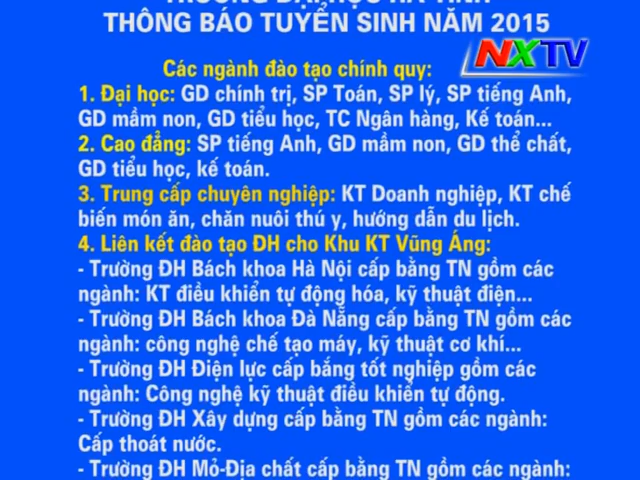 THÔNG BÁO TUYỂN SINH NĂM 2015
NXTV
Các ngành đào tạo chính quy:
1. Đại học: GD chính trị, SP Toán, SP lý, SP tiếng Anh,
GD mầm non, GD tiểu học, TC Ngân hàng, Kế toán...
2. Cao đẳng: SP tiếng Anh, GD mầm non, GD thể chất,
GD tiểu học, kế toán.
3. Trung cấp chuyên nghiệp: KT Doanh nghiệp, KT chế
biến món ăn, chăn nuôi thú y, hướng dẫn du lịch.
4. Liên kết đào tạo ĐH cho Khu KT Vũng Áng:
- Trường ĐH Bách khoa Hà Nội cấp bằng TN gồm các
ngành: KT điều khiển tự động hóa, kỹ thuật điện...
- Trường ĐH Bách khoa Đà Nẵng cấp bằng TN gồm các
ngành: công nghệ chế tạo máy, kỹ thuật cơ khí...
- Trường ĐH Điện lực cấp bắng tốt nghiệp gồm các
ngành: Công nghệ kỹ thuật điều khiển tự động.
- Trường ĐH Xây dựng cấp bằng TN gồm các ngành:
Cấp thoát nước.
- Trường ĐH Mỏ-Địa chất cấp bằng TN gồm các ngành: